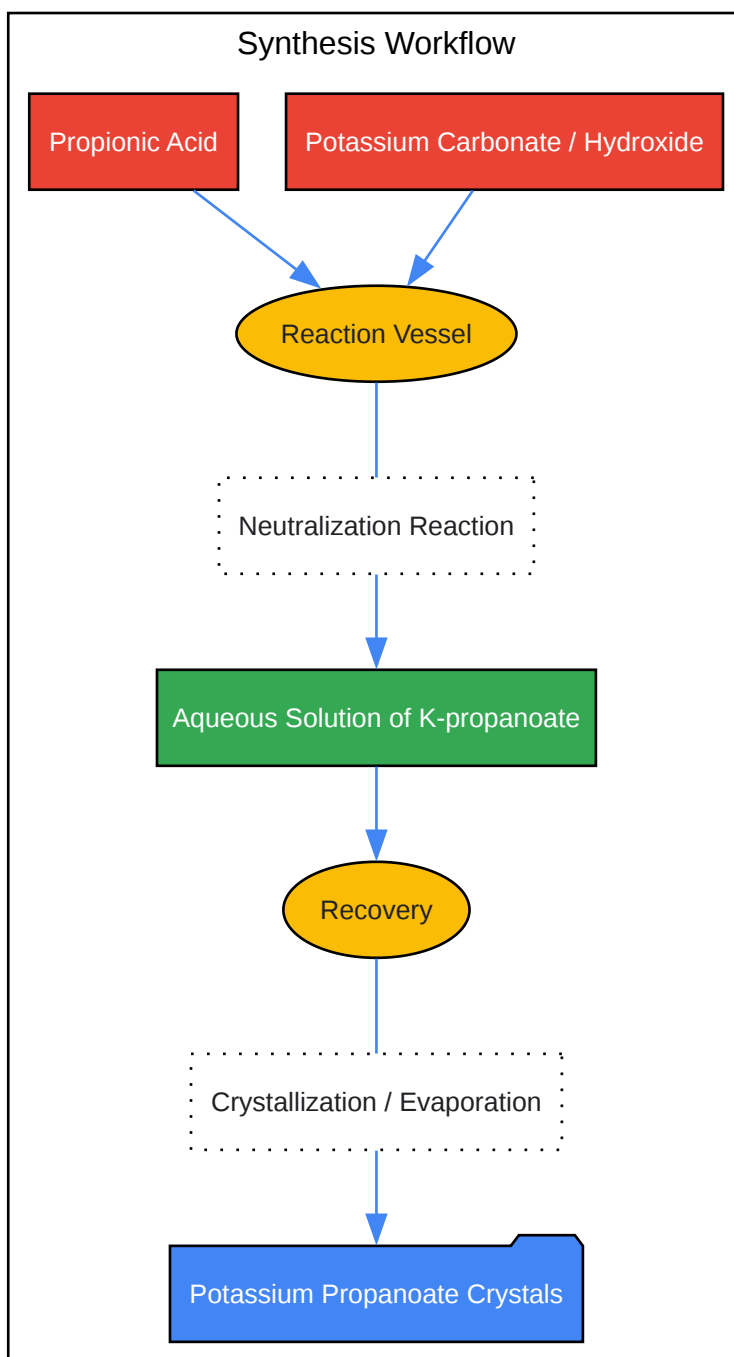 Synthesis Workflow
Propionic Acid
Potassium Carbonate / Hydroxide
Reaction Vessel
Neutralization Reaction
Aqueous Solution of K-propanoate
Recovery
Crystallization / Evaporation
Potassium Propanoate Crystals